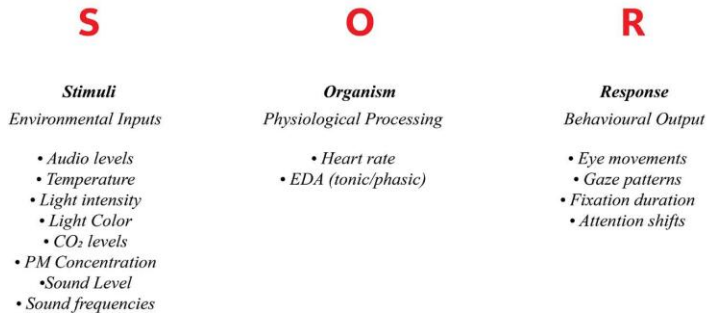 S
O
R
Stimuli
Environmental Inputs
• Audio levels
• Temperature
• Light intensity
• Light Color
• CO₂ levels
• PM Concentration
•Sound Level
• Sound frequencies
Organism
Physiological Processing
• Heart rate
• EDA (tonic/phasic)
Response
Behavioural Output
• Eye movements
• Gaze patterns
• Fixation duration
• Attention shifts